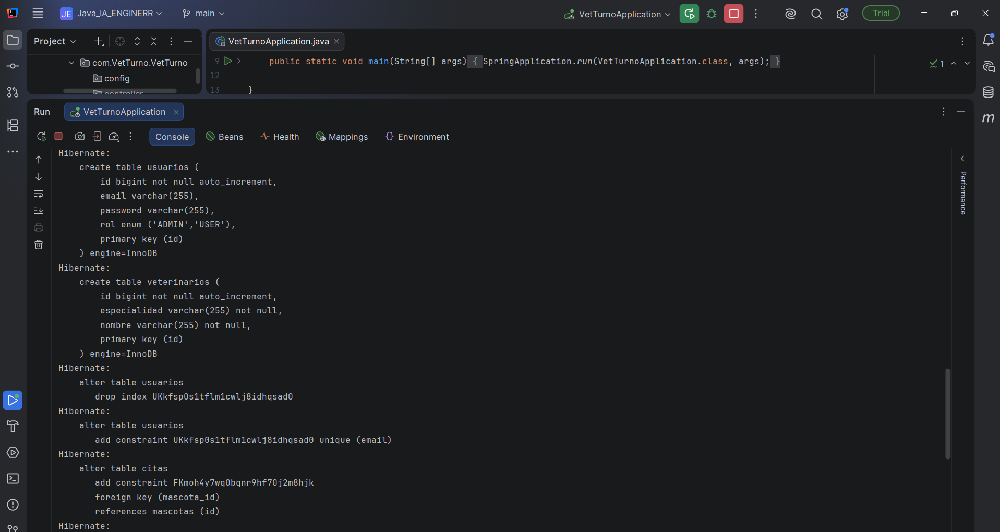 JE Java_IA_ENGINERR main VetTurnoApplication Trial
Project
VetTurnoApplication.java
com.VetTurno.VetTurno
config
controller
9 public static void main(String[] args) { SpringApplication.run(VetTurnoApplication.class, args); }
12
13 }
1
Run VetTurnoApplication
Console Beans Health Mappings Environment
Performance
Hibernate:
create table usuarios (
id bigint not null auto_increment,
email varchar(255),
password varchar(255),
rol enum ('ADMIN','USER'),
primary key (id)
) engine=InnoDB
Hibernate:
create table veterinarios (
id bigint not null auto_increment,
especialidad varchar(255) not null,
nombre varchar(255) not null,
primary key (id)
) engine=InnoDB
Hibernate:
alter table usuarios
drop index UKkfsp0s1tflm1cwlj8idhqsad0
Hibernate:
alter table usuarios
add constraint UKkfsp0s1tflm1cwlj8idhqsad0 unique (email)
Hibernate:
alter table citas
add constraint FKmoh4y7wq0bqnr9hf70j2m8hjk
foreign key (mascota_id)
references mascotas (id)
Hibernate: